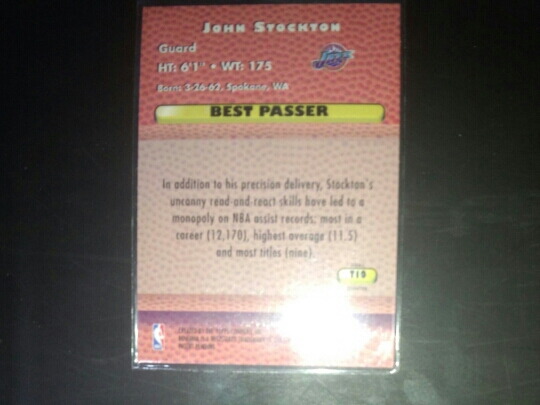 John Stockton
Guard
HT: 6'1" • WT: 175
Born: 3-26-62, Spokane, WA
BEST PASSER
In addition to his precision delivery, Stockton's
uncanny read-and-react skills have led to a
monopoly on NBA assist records: most in a
career (12,170), highest average (11.5)
and most titles (nine).
T10